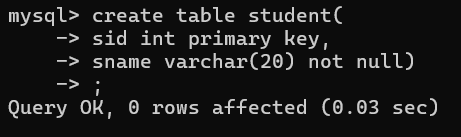 mysql> create table student(
    -> sid int primary key,
    -> sname varchar(20) not null)
    -> ;
Query OK, 0 rows affected (0.03 sec)